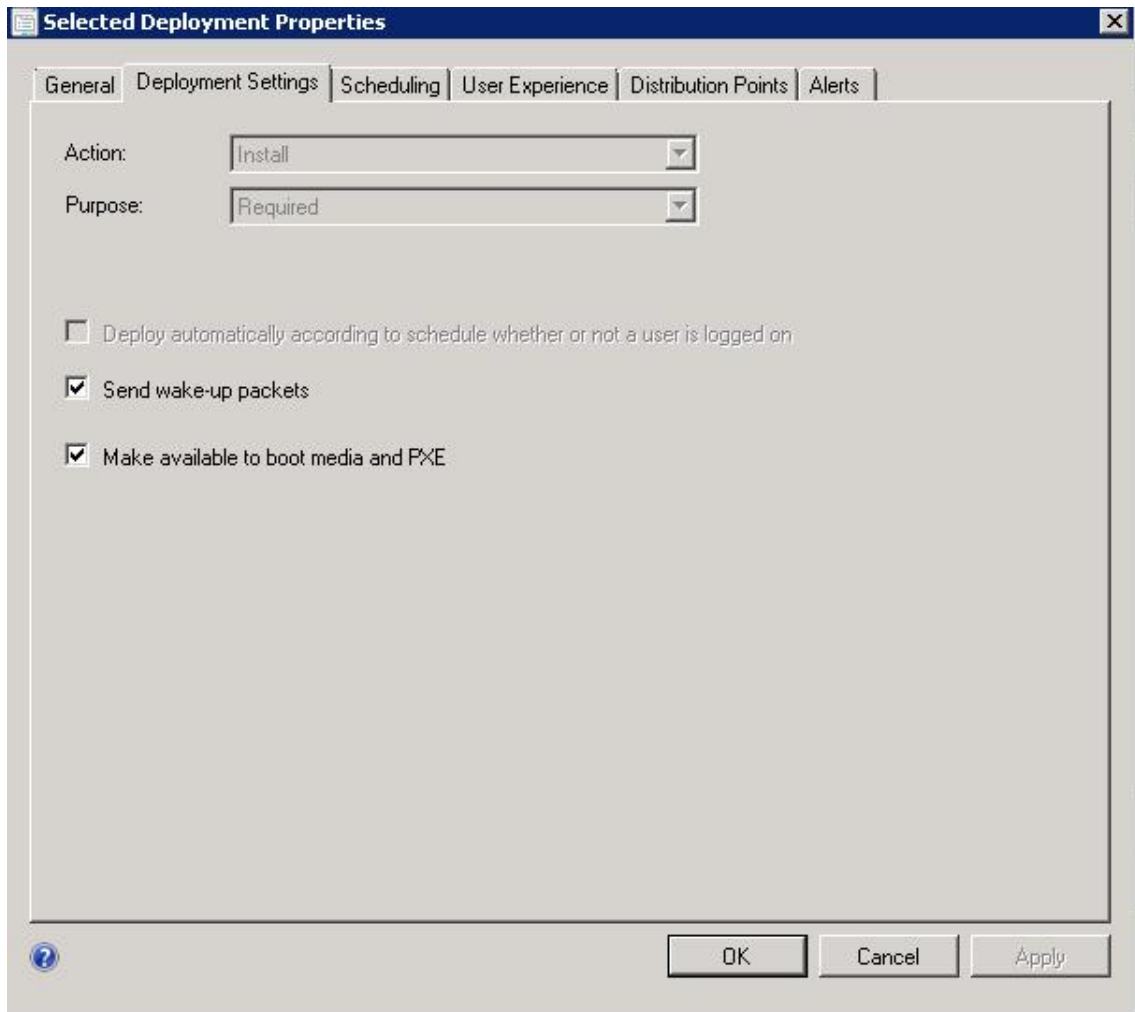 Selected Deployment Properties
General Deployment Settings Scheduling User Experience Distribution Points Alerts
Action: Install
Purpose: Required
Deploy automatically according to schedule whether or not a user is logged on
Send wake-up packets
Make available to boot media and PXE
? OK Cancel Apply